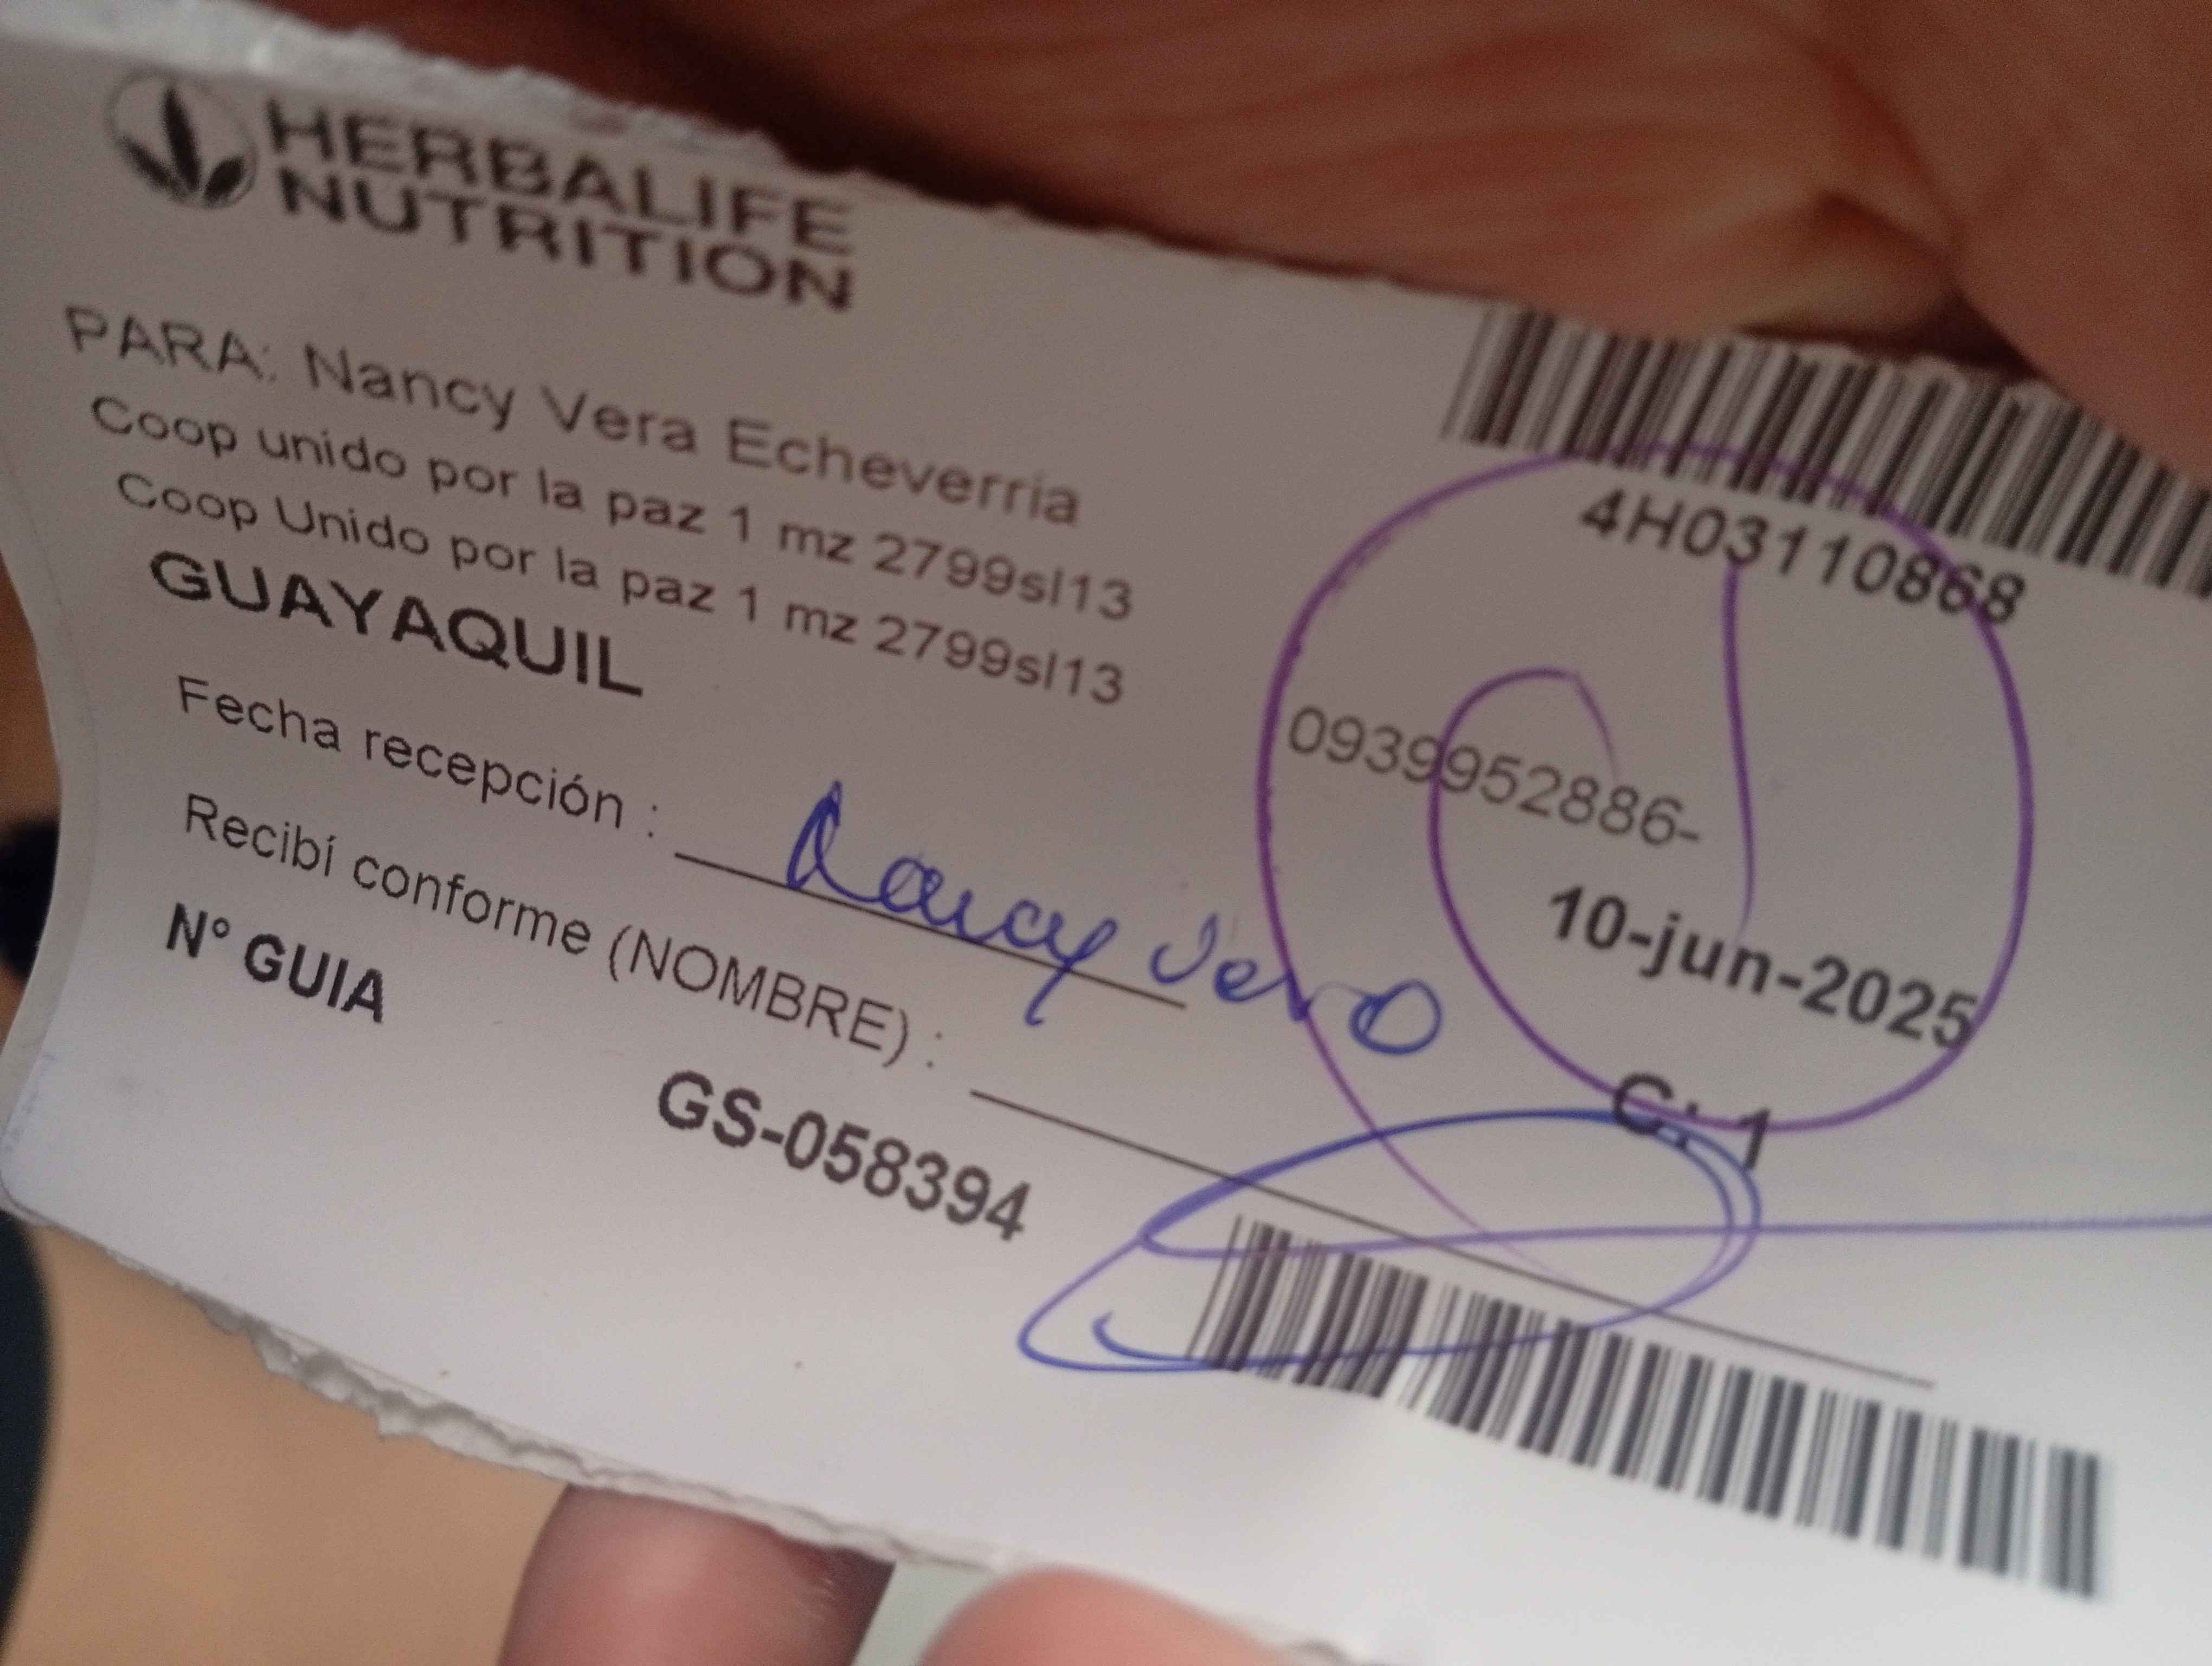 HERBALIFE
NUTRITION
PARA: Nancy Vera Echeverria
Coop unido por la paz 1 mz 2799sl13
Coop Unido por la paz 1 mz 2799sl13
GUAYAQUIL
4H03110868
0939952886-
10-jun-2025
C: 1
Fecha recepción : Nancy Vera
Recibí conforme (NOMBRE) :
N° GUIA
GS-058394